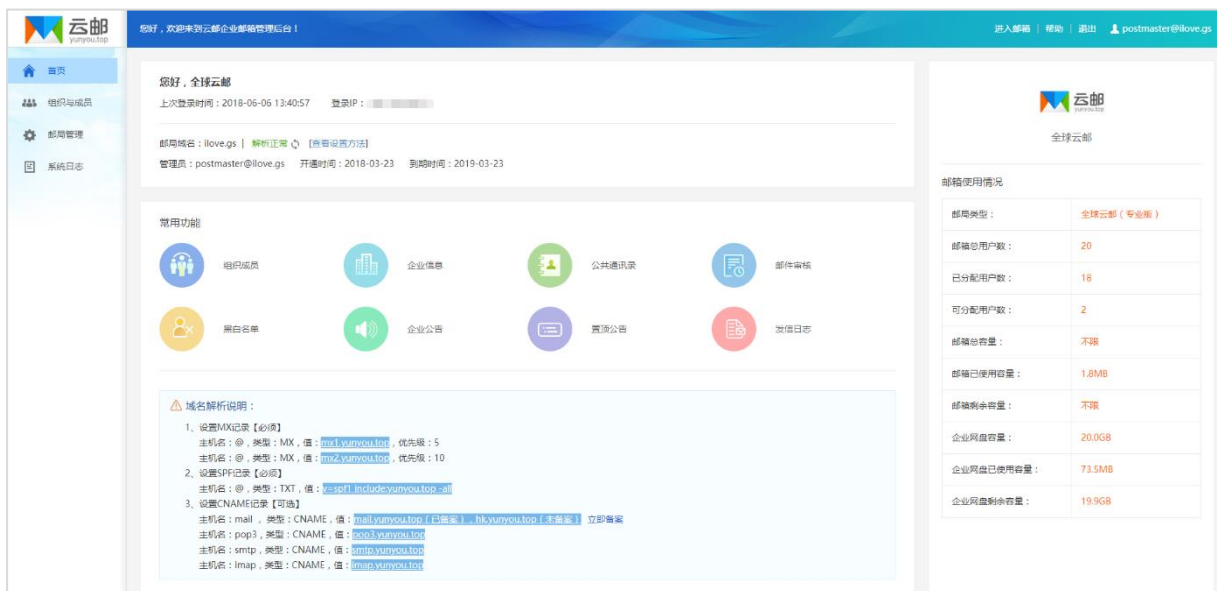 云邮
yunyou.top
您好，欢迎来到云邮企业邮箱管理后台！
进入邮箱 | 帮助 | 退出 postmaster@ilove.gs
首页
组织与成员
邮局管理
系统日志
您好，全球云邮
上次登录时间：2018-06-06 13:40:57 登录IP：
邮局域名：ilove.gs | 解析正常 [查看设置方法]
管理员：postmaster@ilove.gs 开通时间：2018-03-23 到期时间：2019-03-23
常用功能
组织成员 企业信息 公共通讯录 邮件审核
黑白名单 企业公告 置顶公告 发信日志
域名解析说明：
1、设置MX记录【必须】
主机名：@，类型：MX，值：mx1.yunyou.top，优先级：5
主机名：@，类型：MX，值：mx2.yunyou.top，优先级：10
2、设置SPF记录【必须】
主机名：@，类型：TXT，值：v=spf1 include:yunyou.top -all
3、设置CNAME记录【可选】
主机名：mail ，类型：CNAME，值：mail.yunyou.top（已备案），hk.yunyou.top（未备案） 立即备案
主机名：pop3，类型：CNAME，值：pop3.yunyou.top
主机名：smtp，类型：CNAME，值：smtp.yunyou.top
主机名：imap，类型：CNAME，值：imap.yunyou.top
云邮
yunyou.top
全球云邮
邮箱使用情况
邮局类型： 全球云邮（专业版）
邮箱总用户数： 20
已分配用户数： 18
可分配用户数： 2
邮箱总容量： 不限
邮箱已使用容量： 1.8MB
邮箱剩余容量： 不限
企业网盘容量： 20.0GB
企业网盘已使用容量： 73.5MB
企业网盘剩余容量： 19.9GB